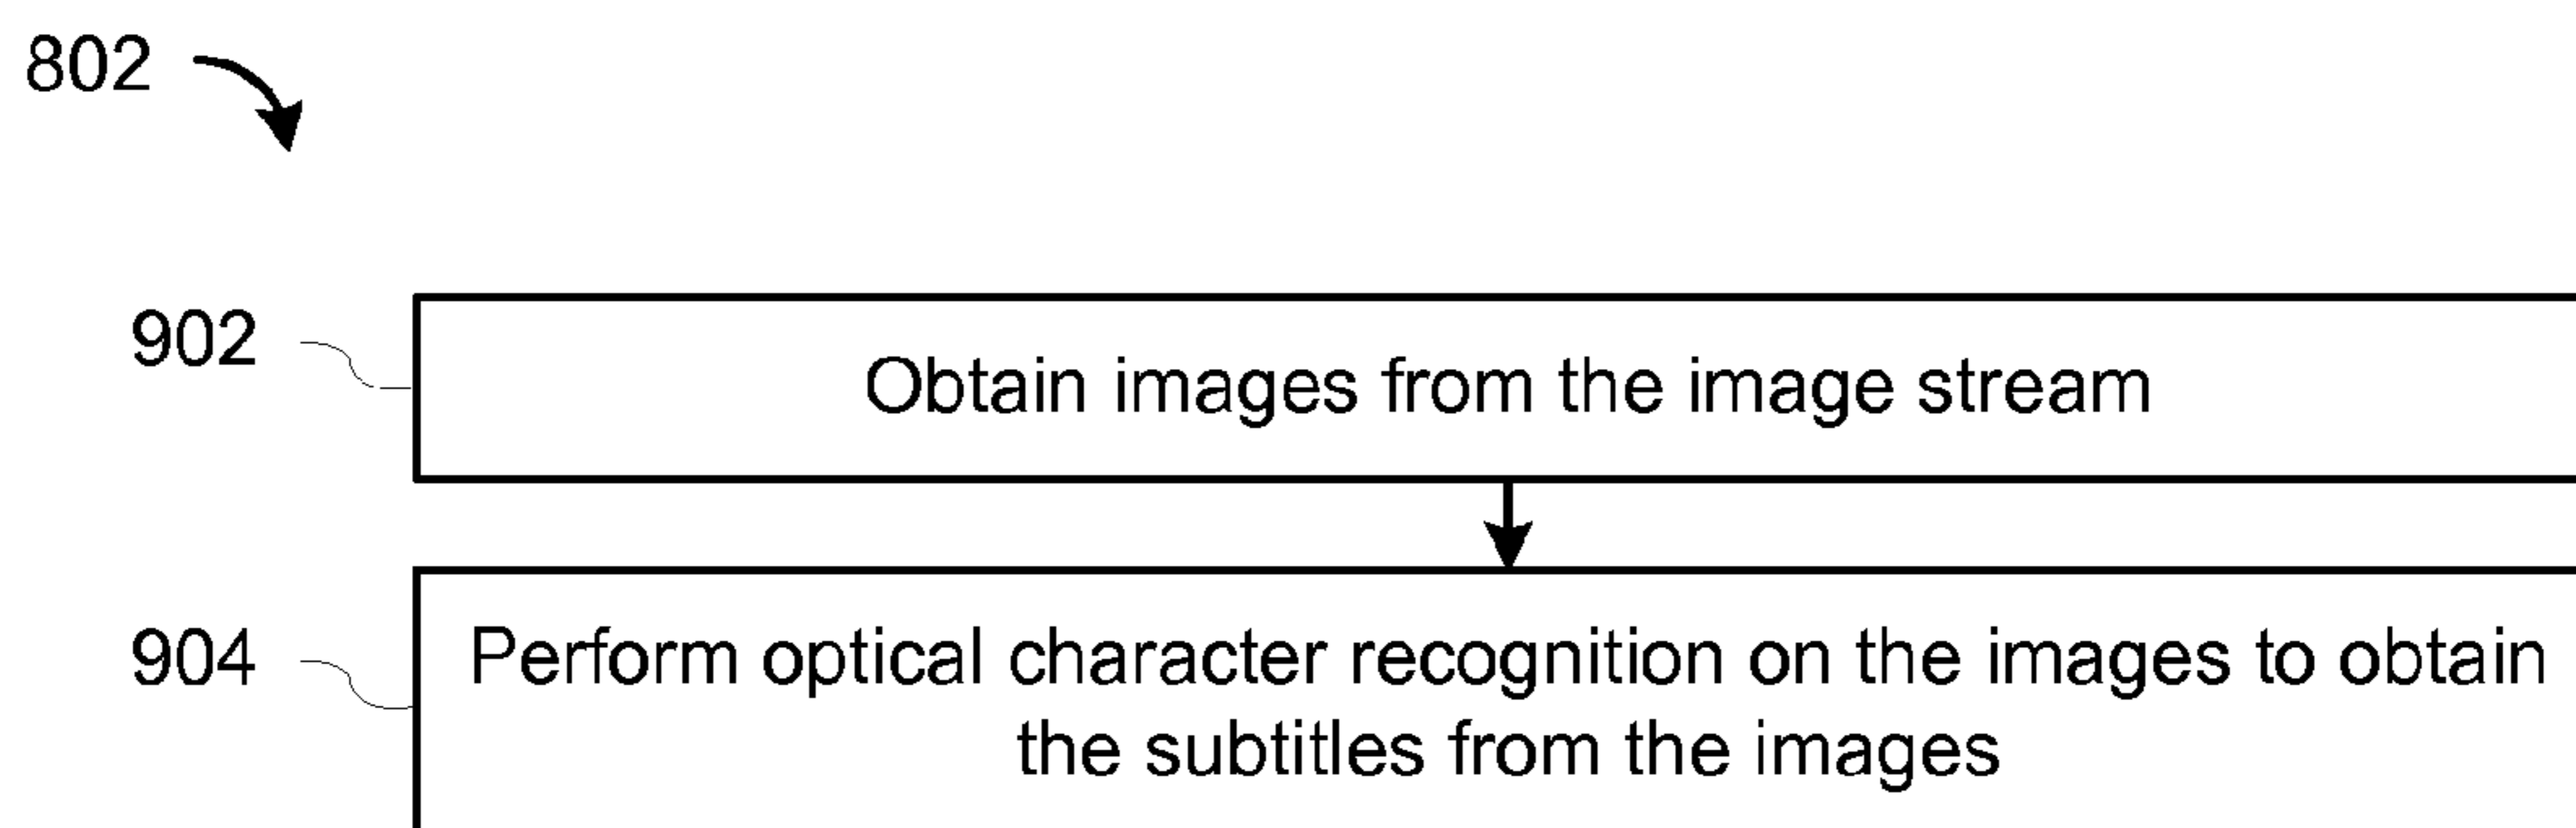 802
902
Obtain images from the image stream
904
Perform optical character recognition on the images to obtain
the subtitles from the images